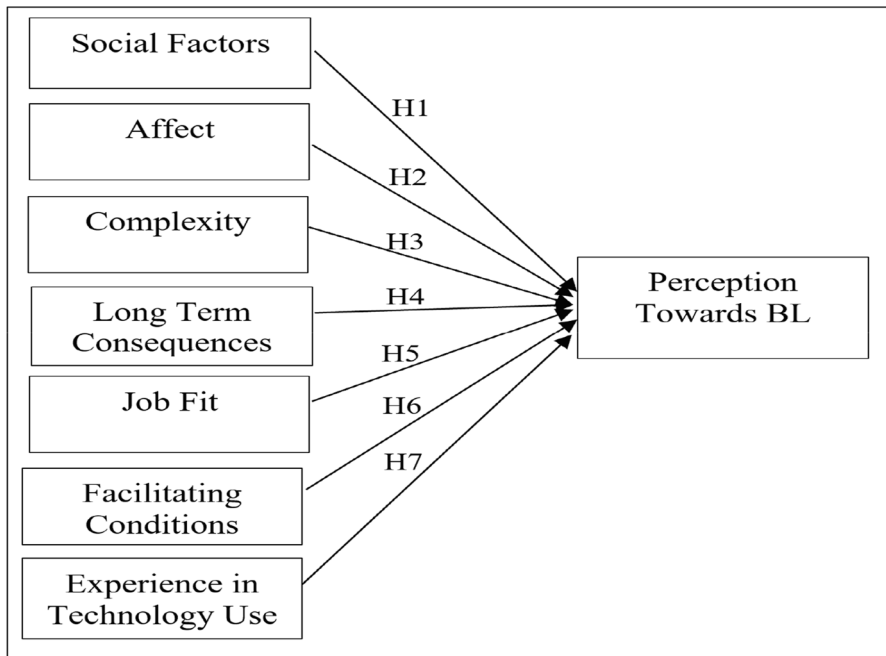 Social Factors
H1
Affect
H2
Complexity
H3
Long Term
Consequences
H4
Job Fit
H5
Facilitating
Conditions
H6
Experience in
Technology Use
H7
Perception
Towards BL